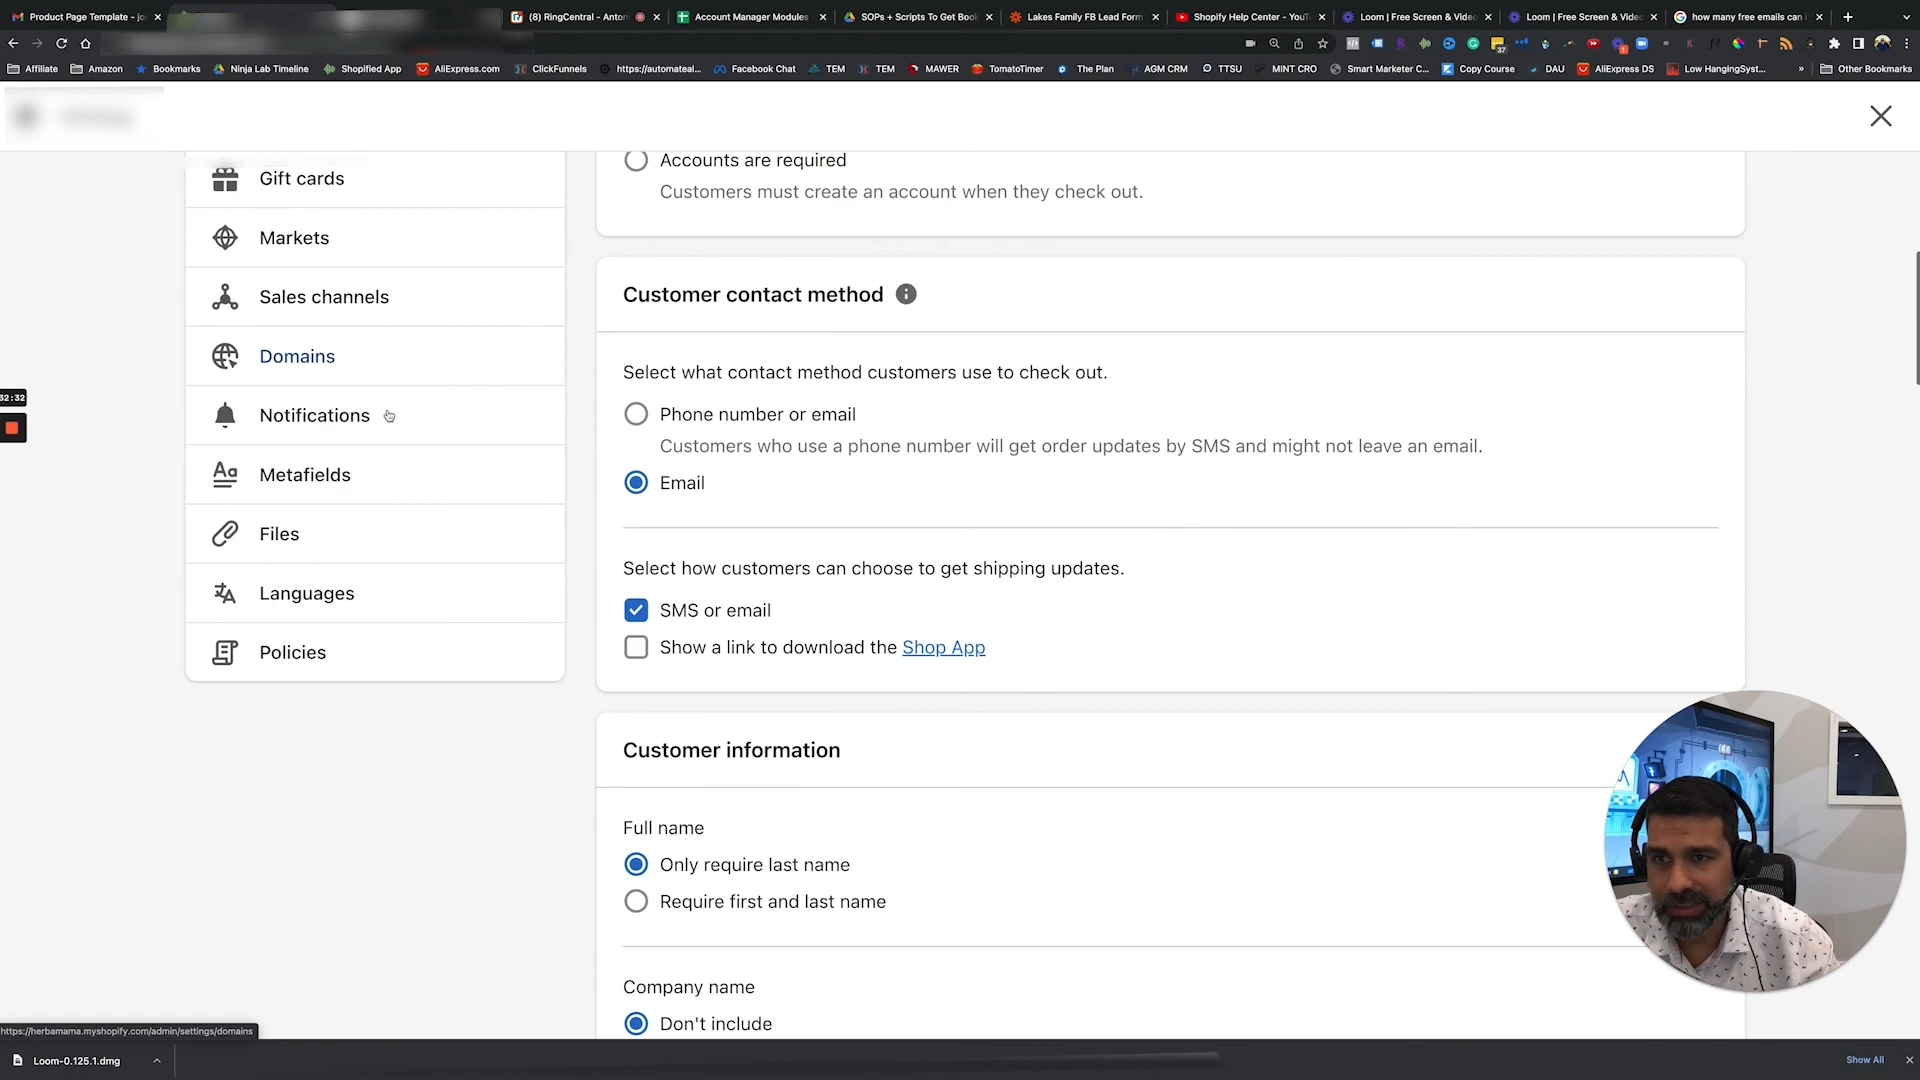 Product Page Template - jo
(8) RingCentral - Anton
Account Manager Modules
SOPs + Scripts To Get Book
Lakes Family FB Lead Form
Shopify Help Center - YouT
Loom | Free Screen & Video
Loom | Free Screen & Video
how many free emails can i
Affiliate
Amazon
Bookmarks
Ninja Lab Timeline
Shopified App
AliExpress.com
ClickFunnels
https://automateal...
Facebook Chat
TEM
TEM
MAWER
TomatoTimer
The Plan
AGM CRM
TTSU
MINT CRO
Smart Marketer C...
Copy Course
DAU
AliExpress DS
Low HangingSyst...
»
Other Bookmarks
Gift cards
Markets
Sales channels
Domains
Notifications
Metafields
Files
Languages
Policies
32:32
Accounts are required
Customers must create an account when they check out.
Customer contact method
Select what contact method customers use to check out.
Phone number or email
Customers who use a phone number will get order updates by SMS and might not leave an email.
Email
Select how customers can choose to get shipping updates.
SMS or email
Show a link to download the Shop App
Customer information
Full name
Only require last name
Require first and last name
Company name
Don't include
https://herbamama.myshopify.com/admin/settings/domains
Loom-0.125.1.dmg
Show All